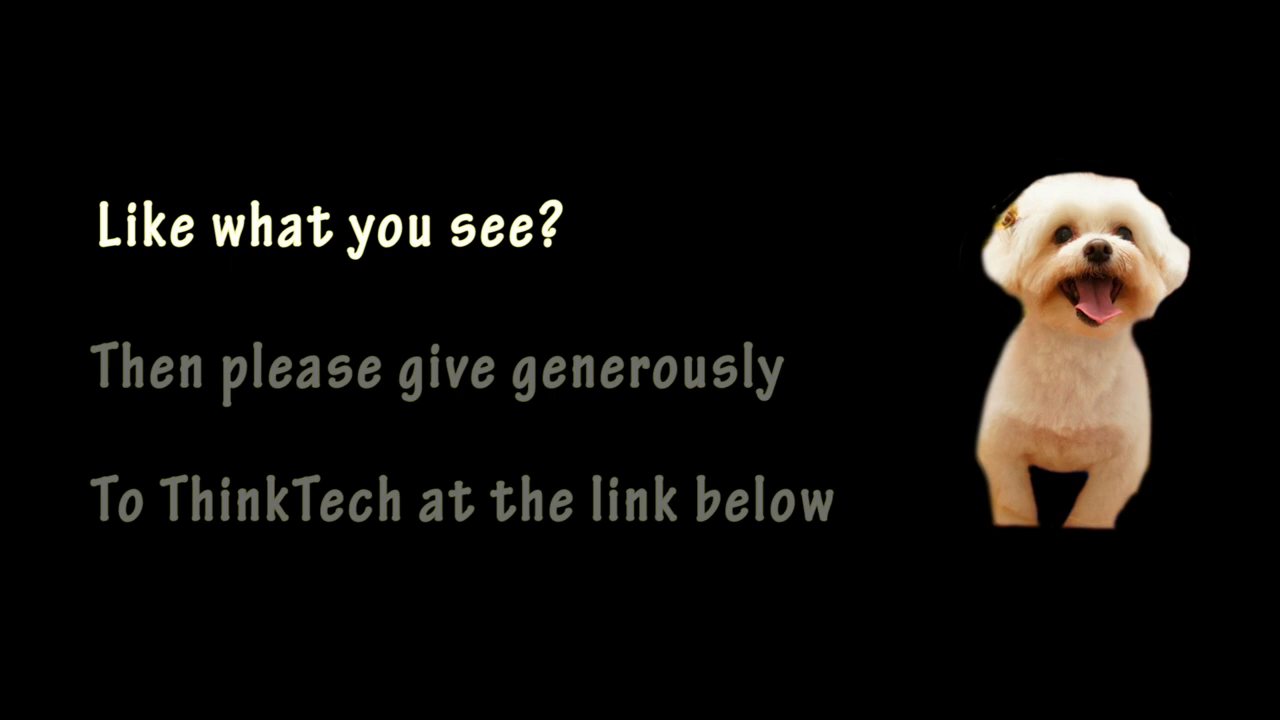 Like what you see?
Then please give generously
To ThinkTech at the link below